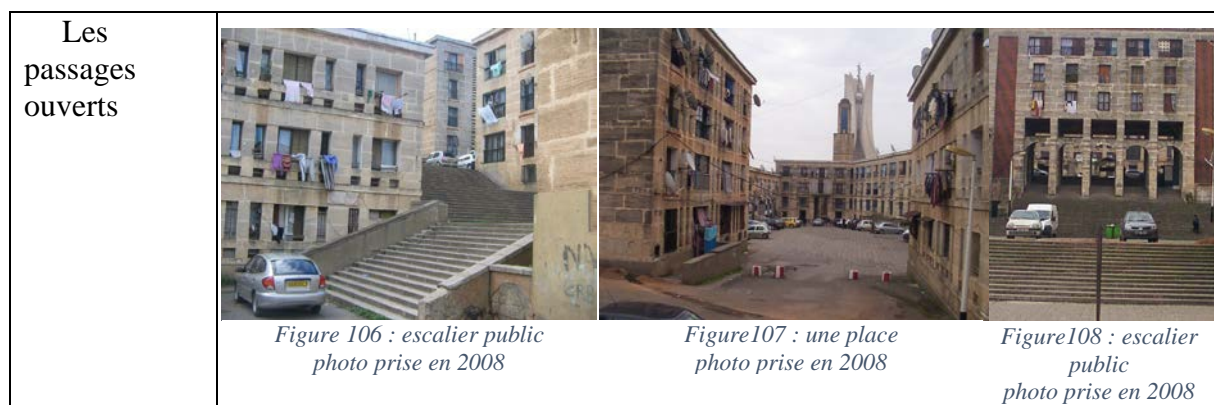 Les
passages
ouverts
Figure 106 : escalier public
photo prise en 2008
Figure107 : une place
photo prise en 2008
Figure108 : escalier
public
photo prise en 2008